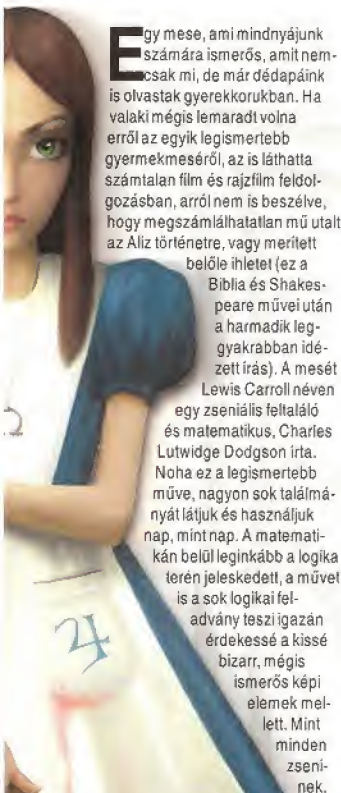 Egy mese, ami mindnyájunk
számára ismerős, amit nem-
csak mi, de már dédapáink
is olvastak gyerekkorukban. Ha
valaki mégis lemaradt volna
erről az egyik legismertebb
gyermekmeséről, az is láthatta
számtalan film és rajzfilm feldol-
gozásban, arról nem is beszélve,
hogy megszámlálhatatlan mű utalt
az Aliz történetre, vagy merített
belőle ihletet (ez a
Biblia és Shakes-
peare művei után
a harmadik leg-
gyakrabban idé-
zett írás). A mesét
Lewis Carroll néven
egy zseniális feltaláló
és matematikus, Charles
Lutwidge Dodgson írta.
Noha ez a legismertebb
műve, nagyon sok találmá-
nyát látjuk és használjuk
nap, mint nap. A matemati-
kán belül leginkább a logika
terén jeleskedett, a művet
is a sok logikai fel-
advány teszi igazán
érdekessé a kissé
bizarr, mégis
ismerős képi
elemek mel-
lett. Mint
minden
zseni-
nek,